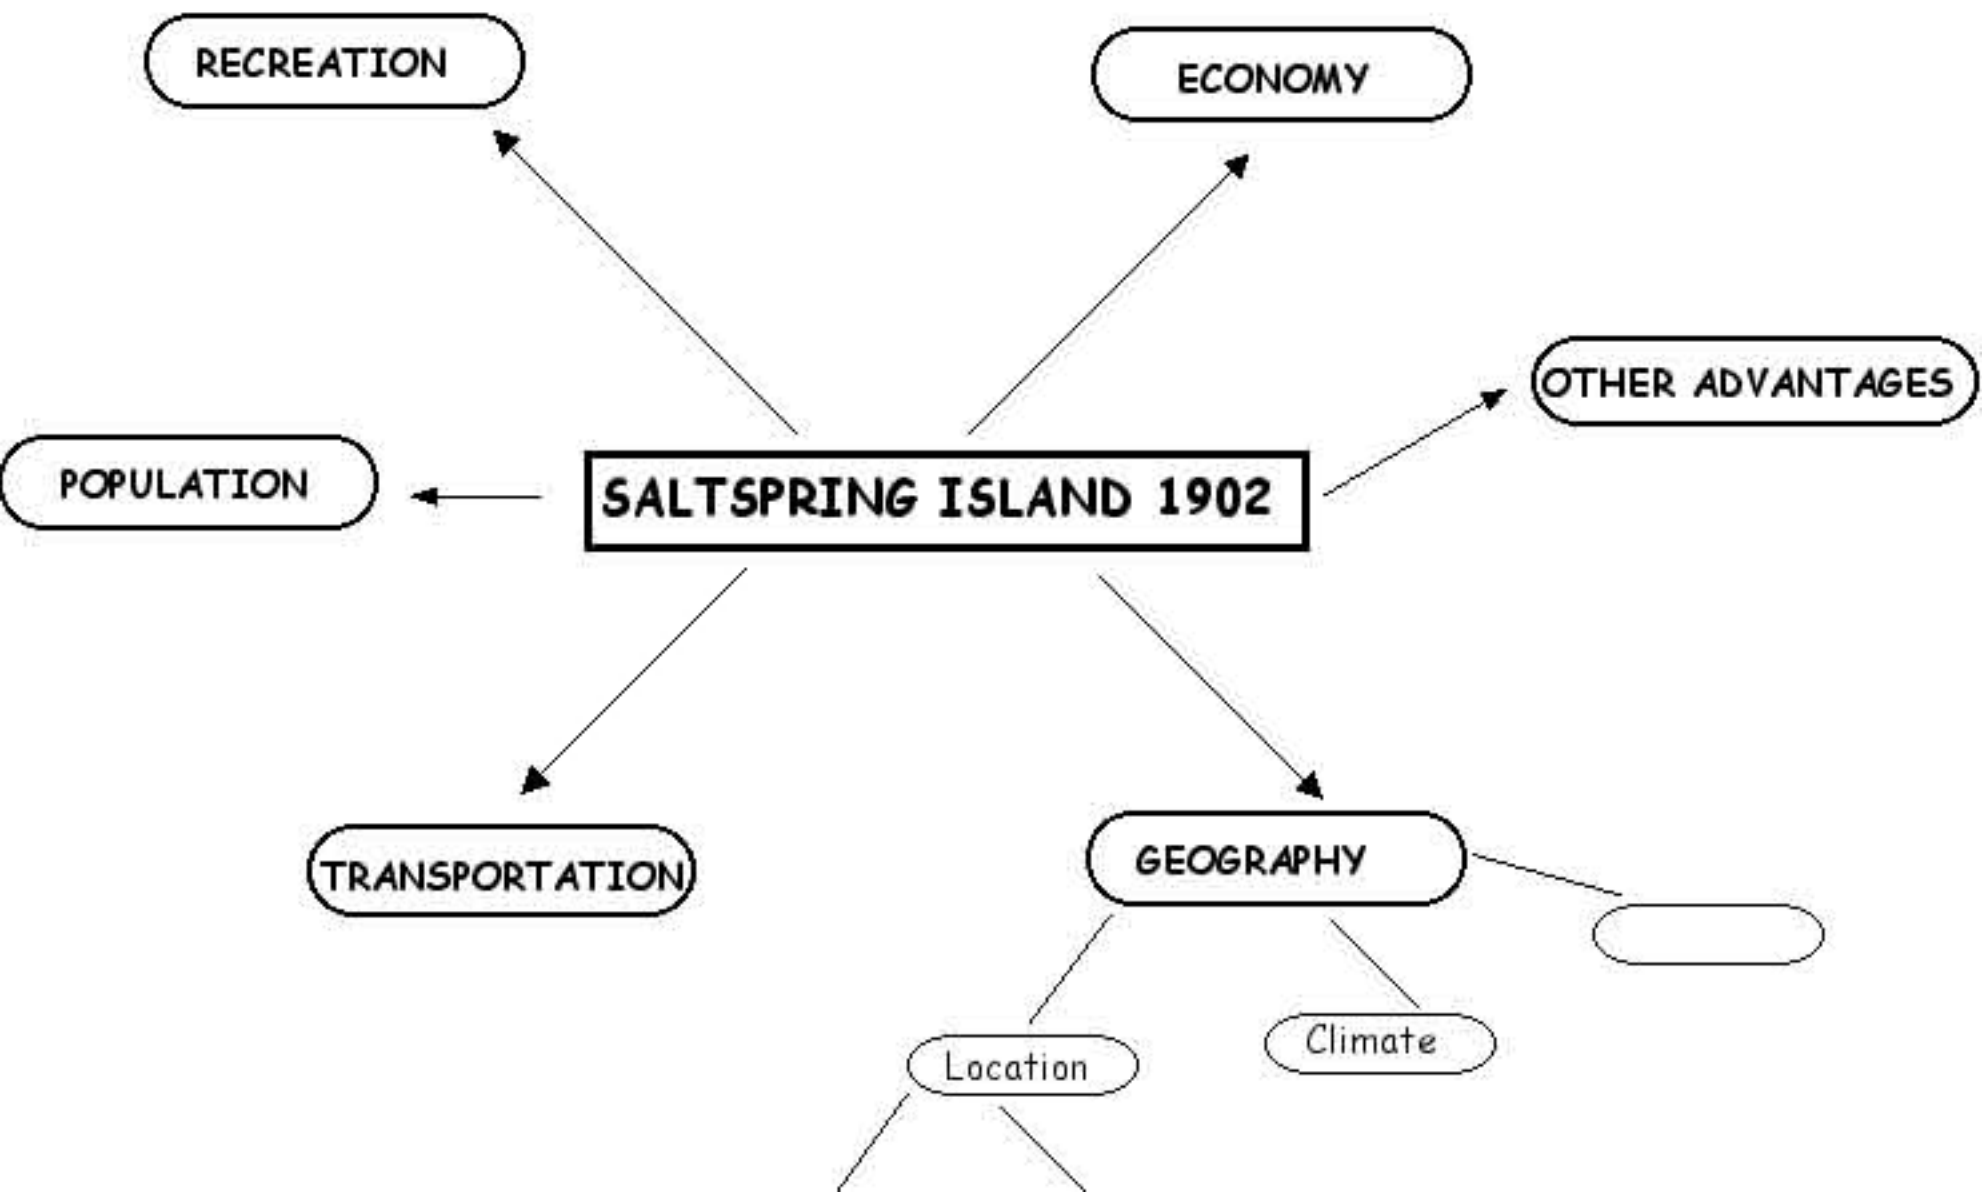 RECREATION
ECONOMY
OTHER ADVANTAGES
POPULATION
SALTSPRING ISLAND 1902
TRANSPORTATION
GEOGRAPHY
Location
Climate